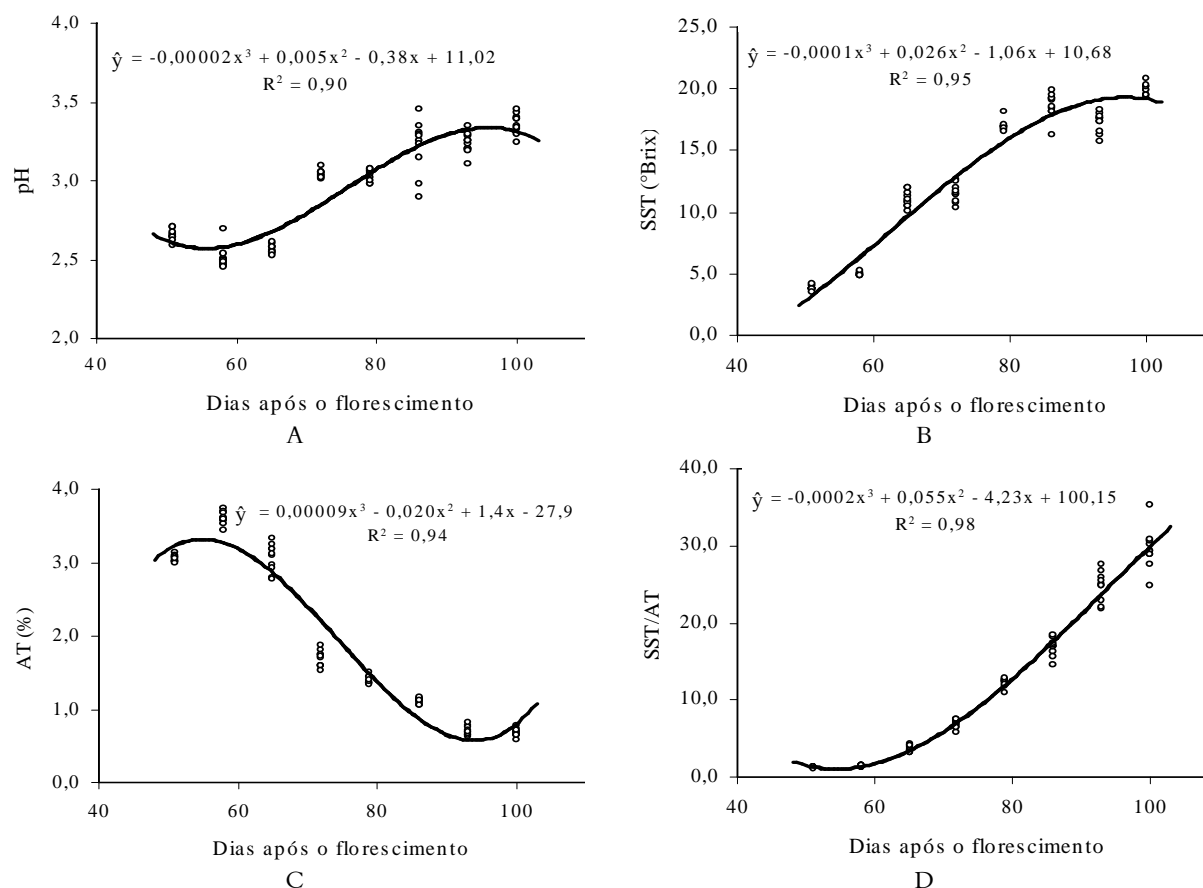 4,0
3,5
3,0
2,5
2,0
pH
ŷ = -0,00002x³ + 0,005x² - 0,38x + 11,02
R² = 0,90
40 60 80 100
Dias após o florescimento
A
25,0
20,0
15,0
10,0
5,0
0,0
SST (°Brix)
ŷ = -0,0001x³ + 0,026x² - 1,06x + 10,68
R² = 0,95
40 60 80 100
Dias após o florescimento
B
4,0
3,0
2,0
1,0
0,0
AT (%)
ŷ = 0,00009x³ - 0,020x² + 1,4x - 27,9
R² = 0,94
40 60 80 100
Dias após o florescimento
C
40,0
30,0
20,0
10,0
0,0
SST/AT
ŷ = -0,0002x³ + 0,055x² - 4,23x + 100,15
R² = 0,98
40 60 80 100
Dias após o florescimento
D